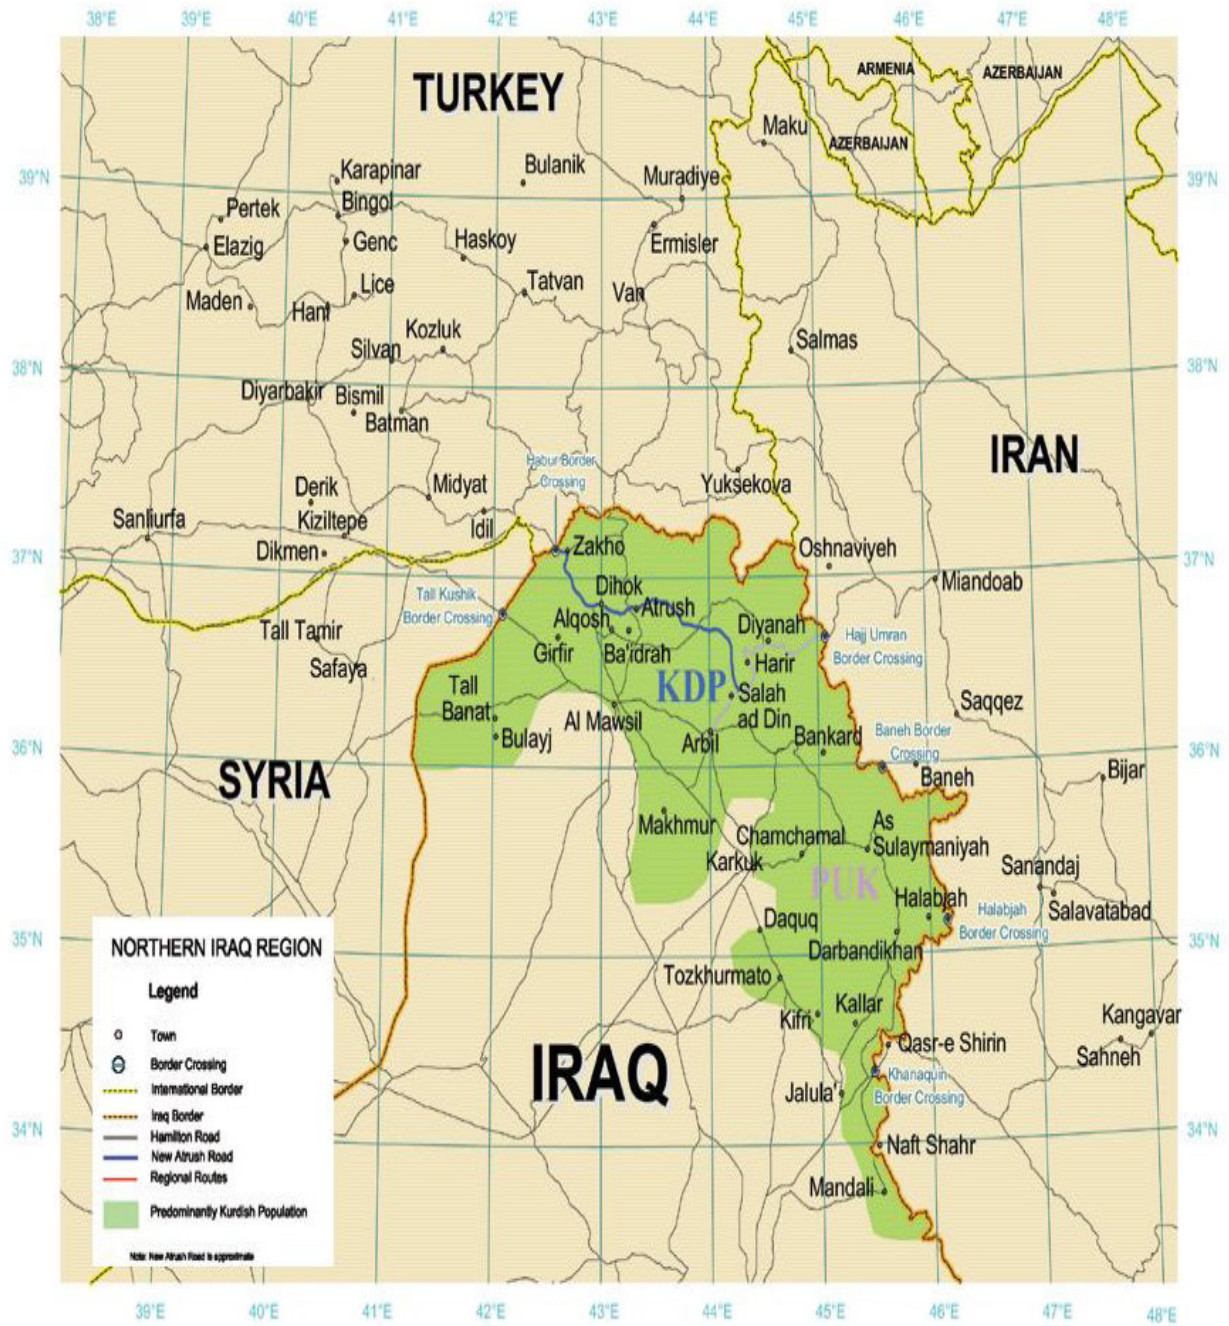 38°E 39°E 40°E 41°E 42°E 43°E 44°E 45°E 46°E 47°E 48°E
TURKEY
ARMENIA
AZERBAIJAN
AZERBAIJAN
Maku
39°N
Karapinar
Bulanik
Muradiye
39°N
Pertek
Bingol
Elazig
Genc
Haskoy
Ermisler
Maden
Hani
Lice
Tatvan
Van
Kozluk
Silvan
Salmas
38°N
38°N
Diyarbakir
Bismil
Batman
IRAN
Habur Border
Crossing
Yuksekova
Derik
Midyat
Sanliurfa
Kiziltepe
Idil
Dikmen
Zakho
Oshnaviyeh
37°N
37°N
Miandoab
Tall Kushik
Border Crossing
Dihok
Atrush
Alqosh
Diyanah
Tall Tamir
Girfir
Ba'idrah
Harir
Hajj Umran
Border Crossing
Safaya
KDP
Tall
Banat
Salah
ad Din
Saqqez
Al Mawsil
Bulayj
Arbil
Bankard
Baneh Border
Crossing
36°N
36°N
SYRIA
Baneh
Bijar
Makhmur
Chamchamal
As
Sulaymaniyah
Karkuk
PUK
Sanandaj
Halabjah
Salavatabad
Halabjah
Border Crossing
Daquq
35°N
35°N
Darbandikhan
Tozkhurmato
Kallar
Kifri
Kangavar
Qasr-e Shirin
Sahneh
IRAQ
Khanaquin
Border Crossing
Jalula'
34°N
34°N
Naft Shahr
Mandali
NORTHERN IRAQ REGION
Legend
Town
Border Crossing
International Border
Iraq Border
Hamilton Road
New Atrush Road
Regional Routes
Predominantly Kurdish Population
Note: New Atrush Road is approximate
39°E 40°E 41°E 42°E 43°E 44°E 45°E 46°E 47°E 48°E